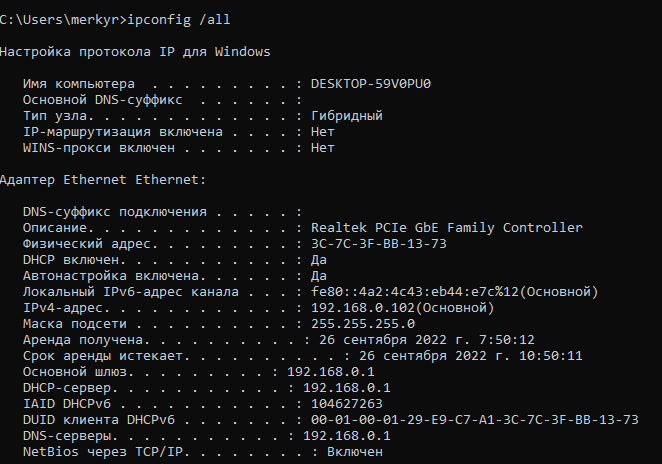 C:\Users\merkyr>ipconfig /all
Настройка протокола IP для Windows
Имя компьютера . . . . . . . . . : DESKTOP-59V0PU0
Основной DNS-суффикс . . . . . . :
Тип узла. . . . . . . . . . . . . : Гибридный
IP-маршрутизация включена . . . . : Нет
WINS-прокси включен . . . . . . . : Нет
Адаптер Ethernet Ethernet:
DNS-суффикс подключения . . . . . :
Описание. . . . . . . . . . . . . : Realtek PCIe GbE Family Controller
Физический адрес. . . . . . . . . : 3C-7C-3F-BB-13-73
DHCP включен. . . . . . . . . . . : Да
Автонастройка включена. . . . . . : Да
Локальный IPv6-адрес канала . . . : fe80::4a2:4c43:eb44:e7c%12(Основной)
IPv4-адрес. . . . . . . . . . . . : 192.168.0.102(Основной)
Маска подсети . . . . . . . . . . : 255.255.255.0
Аренда получена. . . . . . . . . . : 26 сентября 2022 г. 7:50:12
Срок аренды истекает. . . . . . . . . . : 26 сентября 2022 г. 10:50:11
Основной шлюз. . . . . . . . . : 192.168.0.1
DHCP-сервер. . . . . . . . . . . : 192.168.0.1
IAID DHCPv6 . . . . . . . . . . : 104627263
DUID клиента DHCPv6 . . . . . . . : 00-01-00-01-29-E9-C7-A1-3C-7C-3F-BB-13-73
DNS-серверы. . . . . . . . . . . : 192.168.0.1
NetBios через TCP/IP. . . . . . . . : Включен